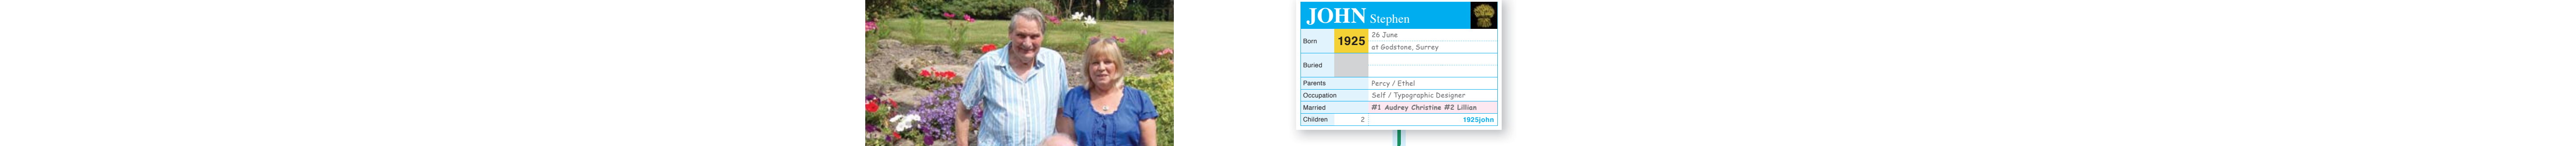 JOHN Stephen
Born 1925 26 June
at Godstone, Surrey
Buried
Parents Percy / Ethel
Occupation Self / Typographic Designer
Married #1 Audrey Christine #2 Lillian
Children 2 1925john